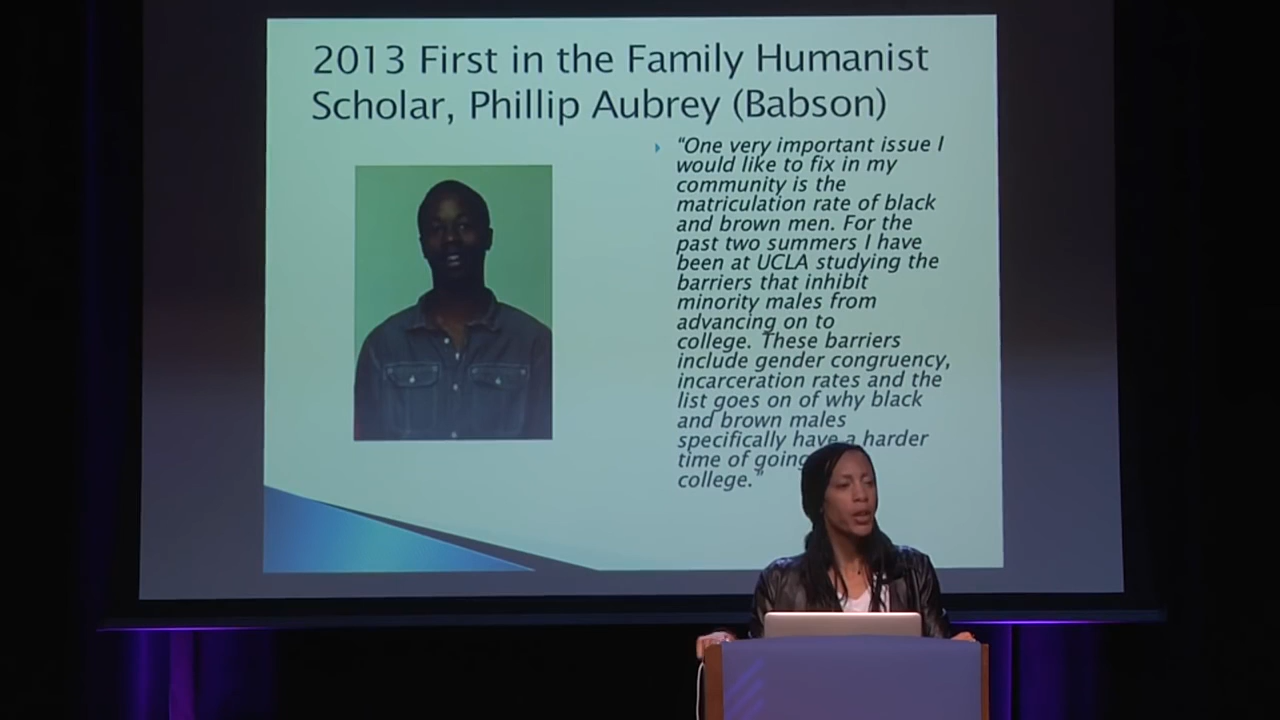 2013 First in the Family Humanist
Scholar, Phillip Aubrey (Babson)
“One very important issue I
would like to fix in my
community is the
matriculation rate of black
and brown men. For the
past two summers I have
been at UCLA studying the
barriers that inhibit
minority males from
advancing on to
college. These barriers
include gender congruency,
incarceration rates and the
list goes on of why black
and brown males
specifically have a harder
time of going
college.”